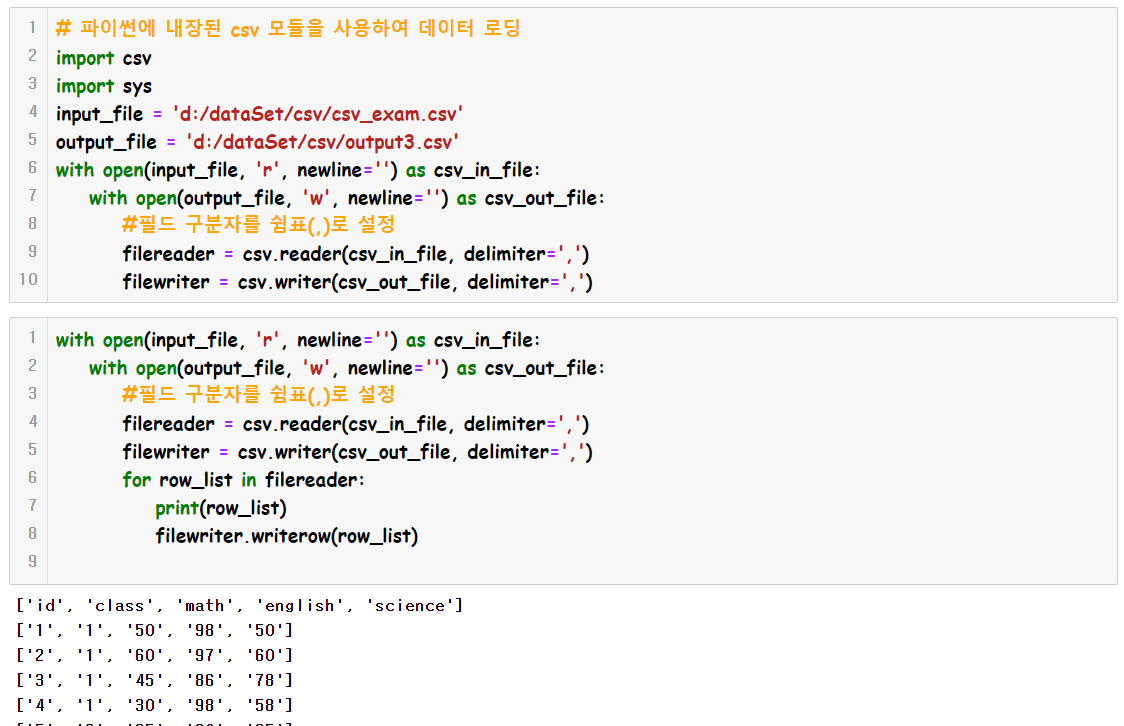 1 # 파이썬에 내장된 csv 모듈을 사용하여 데이터 로딩
2 import csv
3 import sys
4 input_file = 'd:/dataSet/csv/csv_exam.csv'
5 output_file = 'd:/dataSet/csv/output3.csv'
6 with open(input_file, 'r', newline='') as csv_in_file:
7 with open(output_file, 'w', newline='') as csv_out_file:
8 #필드 구분자를 쉼표(,)로 설정
9 filereader = csv.reader(csv_in_file, delimiter=',')
10 filewriter = csv.writer(csv_out_file, delimiter=',')
1 with open(input_file, 'r', newline='') as csv_in_file:
2 with open(output_file, 'w', newline='') as csv_out_file:
3 #필드 구분자를 쉼표(,)로 설정
4 filereader = csv.reader(csv_in_file, delimiter=',')
5 filewriter = csv.writer(csv_out_file, delimiter=',')
6 for row_list in filereader:
7 print(row_list)
8 filewriter.writerow(row_list)
9
['id', 'class', 'math', 'english', 'science']
['1', '1', '50', '98', '50']
['2', '1', '60', '97', '60']
['3', '1', '45', '86', '78']
['4', '1', '30', '98', '58']